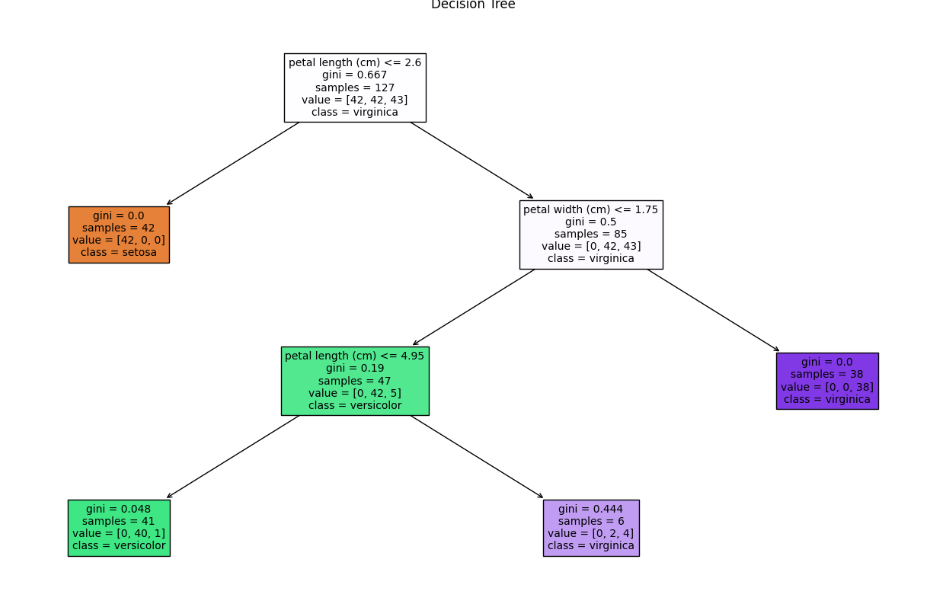 Decision Tree
petal length (cm) <= 2.6
gini = 0.667
samples = 127
value = [42, 42, 43]
class = virginica
gini = 0.0
samples = 42
value = [42, 0, 0]
class = setosa
petal width (cm) <= 1.75
gini = 0.5
samples = 85
value = [0, 42, 43]
class = virginica
petal length (cm) <= 4.95
gini = 0.19
samples = 47
value = [0, 42, 5]
class = versicolor
gini = 0.0
samples = 38
value = [0, 0, 38]
class = virginica
gini = 0.048
samples = 41
value = [0, 40, 1]
class = versicolor
gini = 0.444
samples = 6
value = [0, 2, 4]
class = virginica